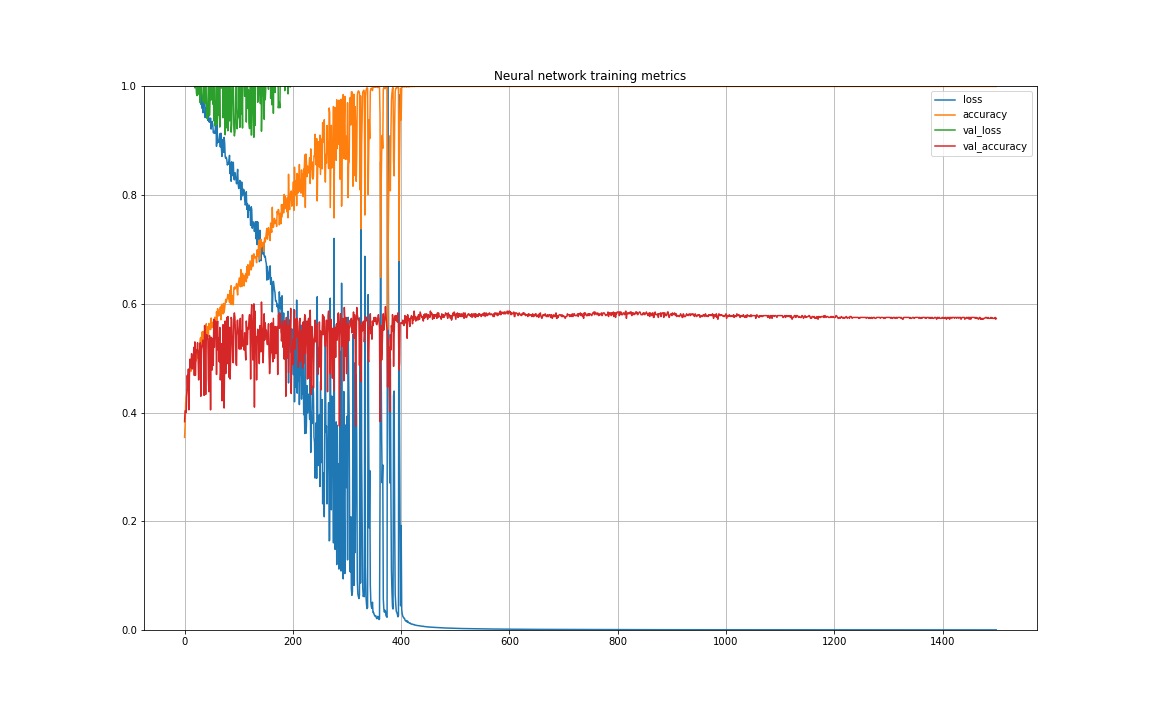 Neural network training metrics
1.0
0.8
0.6
0.4
0.2
0.0
0 200 400 600 800 1000 1200 1400
loss
accuracy
val_loss
val_accuracy